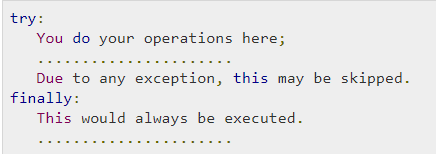 try:
You do your operations here;
......................
Due to any exception, this may be skipped.
finally:
This would always be executed.
......................